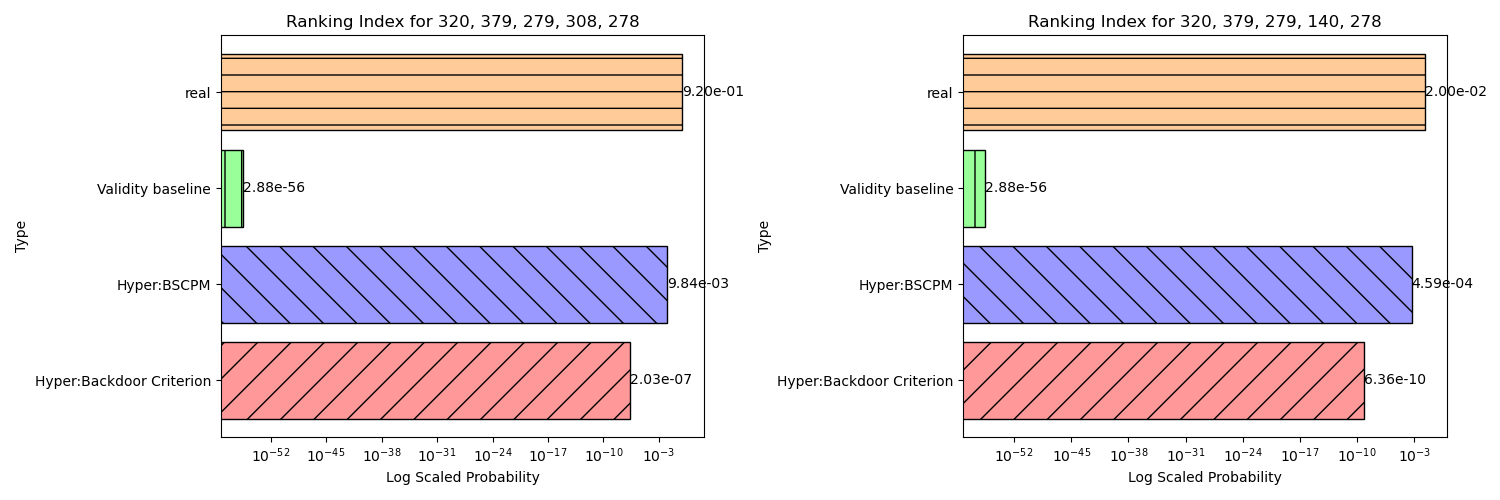 Ranking Index for 320, 379, 279, 308, 278
Type
real
9.20e-01
Validity baseline
2.88e-56
Hyper:BSCPM
9.84e-03
Hyper:Backdoor Criterion
2.03e-07
10^-52 10^-45 10^-38 10^-31 10^-24 10^-17 10^-10 10^-3
Log Scaled Probability
Ranking Index for 320, 379, 279, 140, 278
Type
real
2.00e-02
Validity baseline
2.88e-56
Hyper:BSCPM
4.59e-04
Hyper:Backdoor Criterion
6.36e-10
10^-52 10^-45 10^-38 10^-31 10^-24 10^-17 10^-10 10^-3
Log Scaled Probability